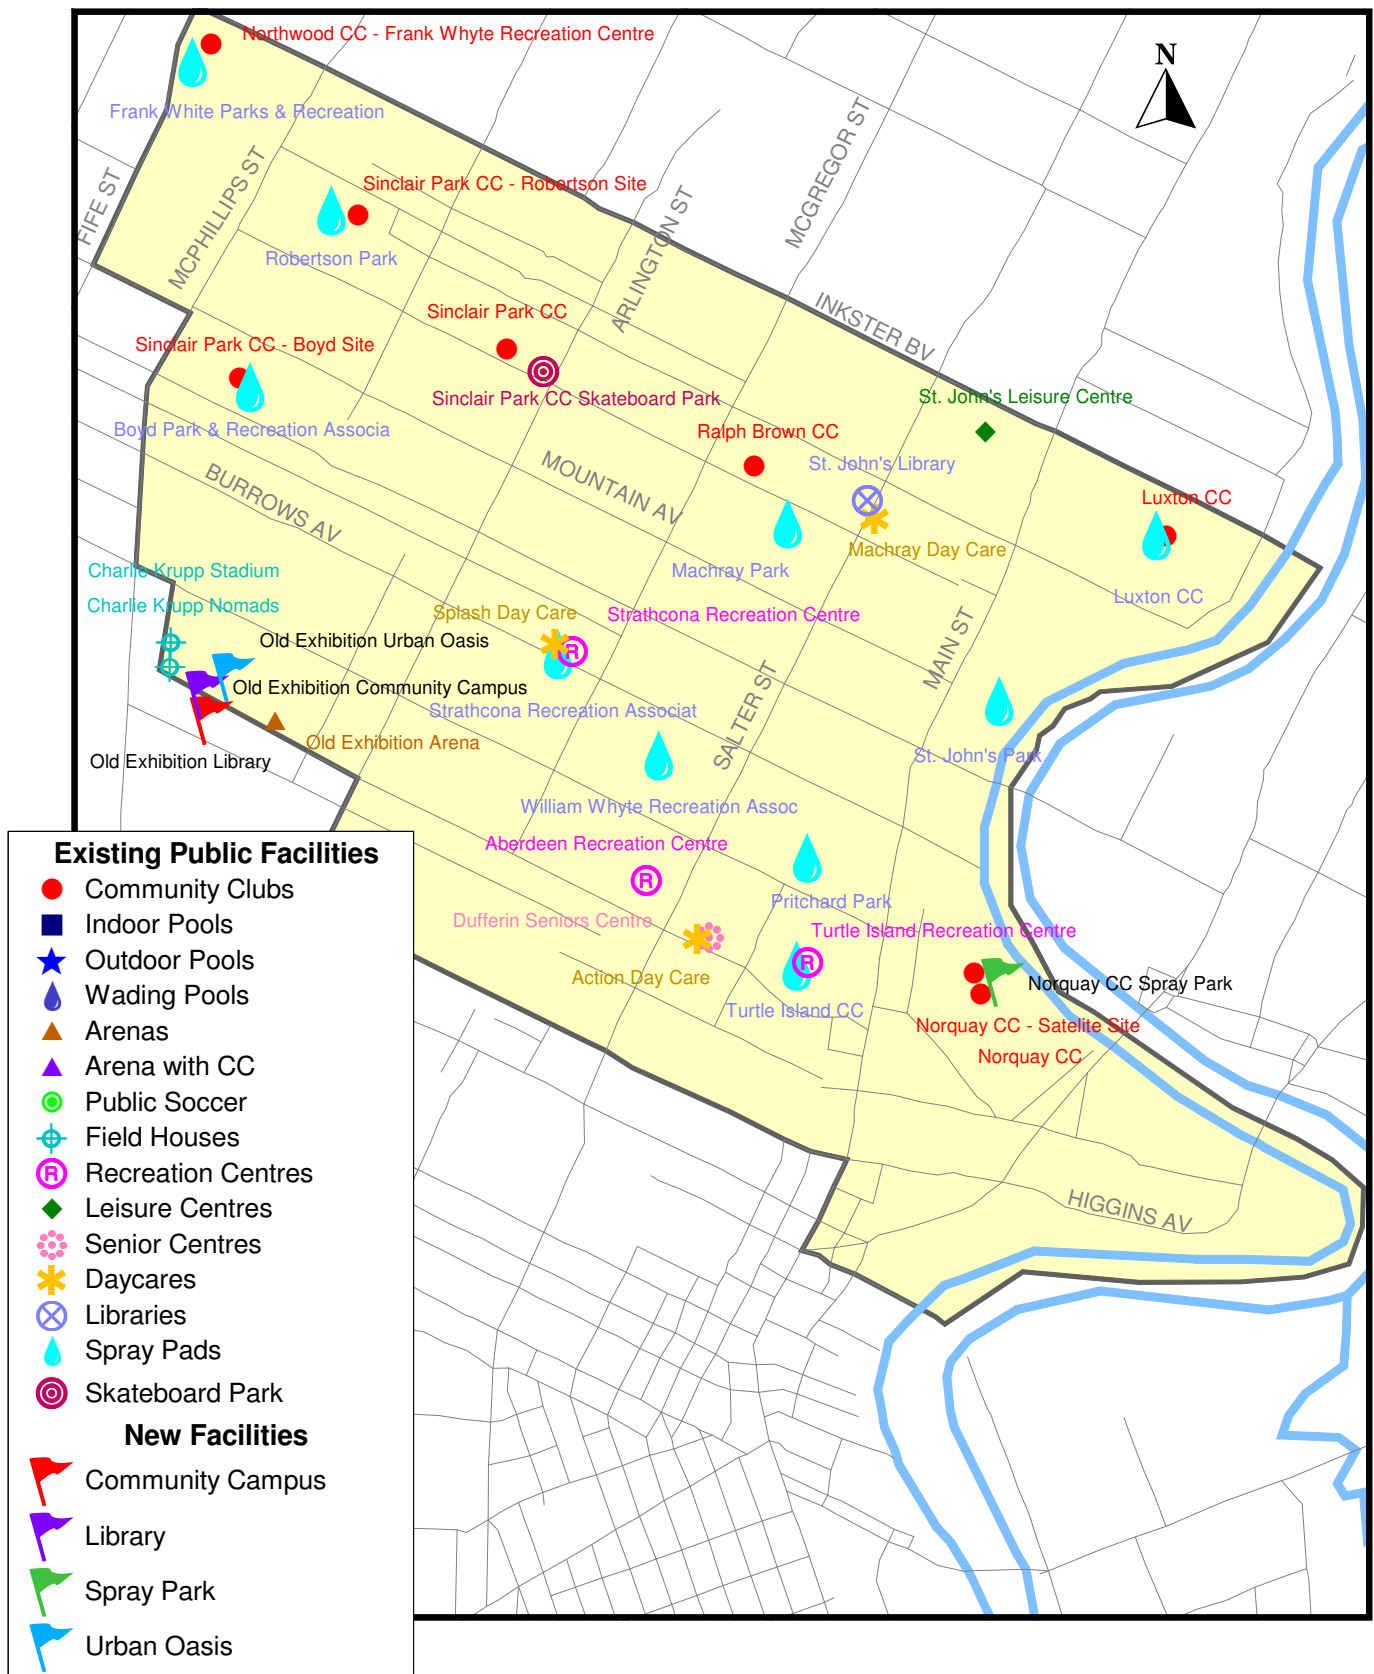 Northwood CC - Frank Whyte Recreation Centre
N
Frank White Parks & Recreation
MCGREGOR ST
FIFE ST
MCPHILLIPS ST
Sinclair Park CC - Robertson Site
ARLINGTON ST
Robertson Park
Sinclair Park CC
INKSTER BV
Sinclair Park CC - Boyd Site
Sinclair Park CC Skateboard Park
St. John's Leisure Centre
Boyd Park & Recreation Associa
Ralph Brown CC
St. John's Library
BURROWS AV
MOUNTAIN AV
Luxton CC
Machray Day Care
Charlie Krupp Stadium
Machray Park
Luxton CC
Charlie Krupp Nomads
Splash Day Care
Strathcona Recreation Centre
Old Exhibition Urban Oasis
R
MAIN ST
Old Exhibition Community Campus
SALTER ST
Strathcona Recreation Associat
Old Exhibition Arena
St. John's Park
Old Exhibition Library
William Whyte Recreation Assoc
Aberdeen Recreation Centre
R
Pritchard Park
Dufferin Seniors Centre
Turtle Island Recreation Centre
R
Action Day Care
Norquay CC Spray Park
Turtle Island CC
Norquay CC - Satelite Site
Norquay CC
HIGGINS AV
Existing Public Facilities
Community Clubs
Indoor Pools
Outdoor Pools
Wading Pools
Arenas
Arena with CC
Public Soccer
Field Houses
R Recreation Centres
Leisure Centres
Senior Centres
Daycares
Libraries
Spray Pads
Skateboard Park
New Facilities
Community Campus
Library
Spray Park
Urban Oasis